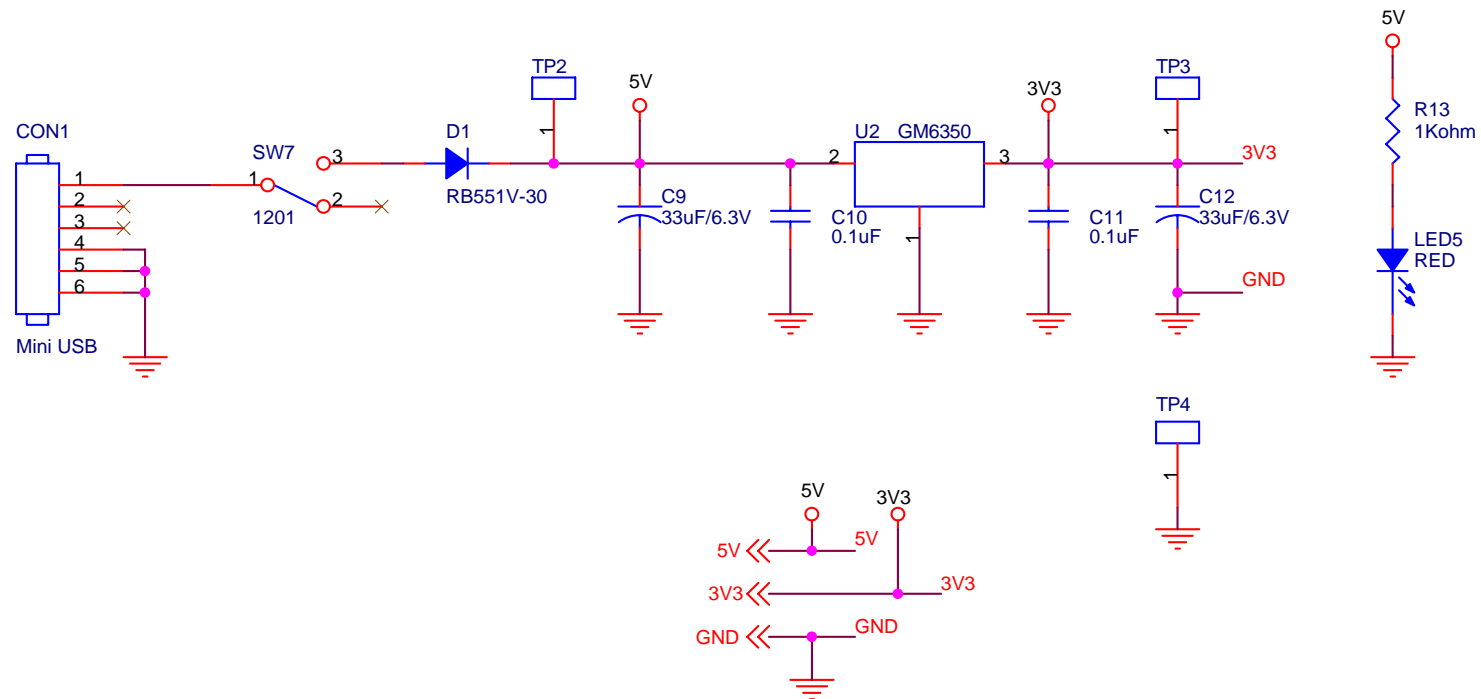 5V
TP2
TP3
5V
3V3
R13
1Kohm
CON1
D1
U2 GM6350
SW7
1
1
3
2
3
3V3
1
1
RB551V-30
2
2
C9
33uF/6.3V
C10
0.1uF
C11
0.1uF
C12
33uF/6.3V
3
1201
4
1
1
LED5
RED
5
6
GND
Mini USB
TP4
1
5V
3V3
5V
5V
3V3
3V3
GND
GND